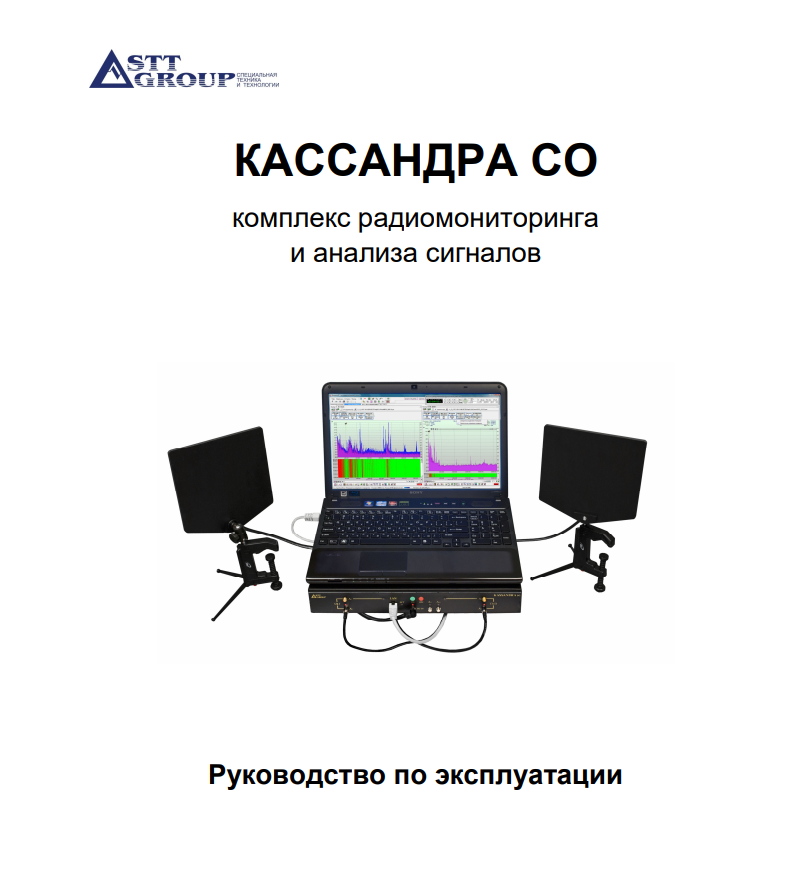 STT
GROUP
СПЕЦИАЛЬНАЯ
ТЕХНИКА
И ТЕХНОЛОГИИ
КАССАНДРА СО
комплекс радиомониторинга
и анализа сигналов
Руководство по эксплуатации